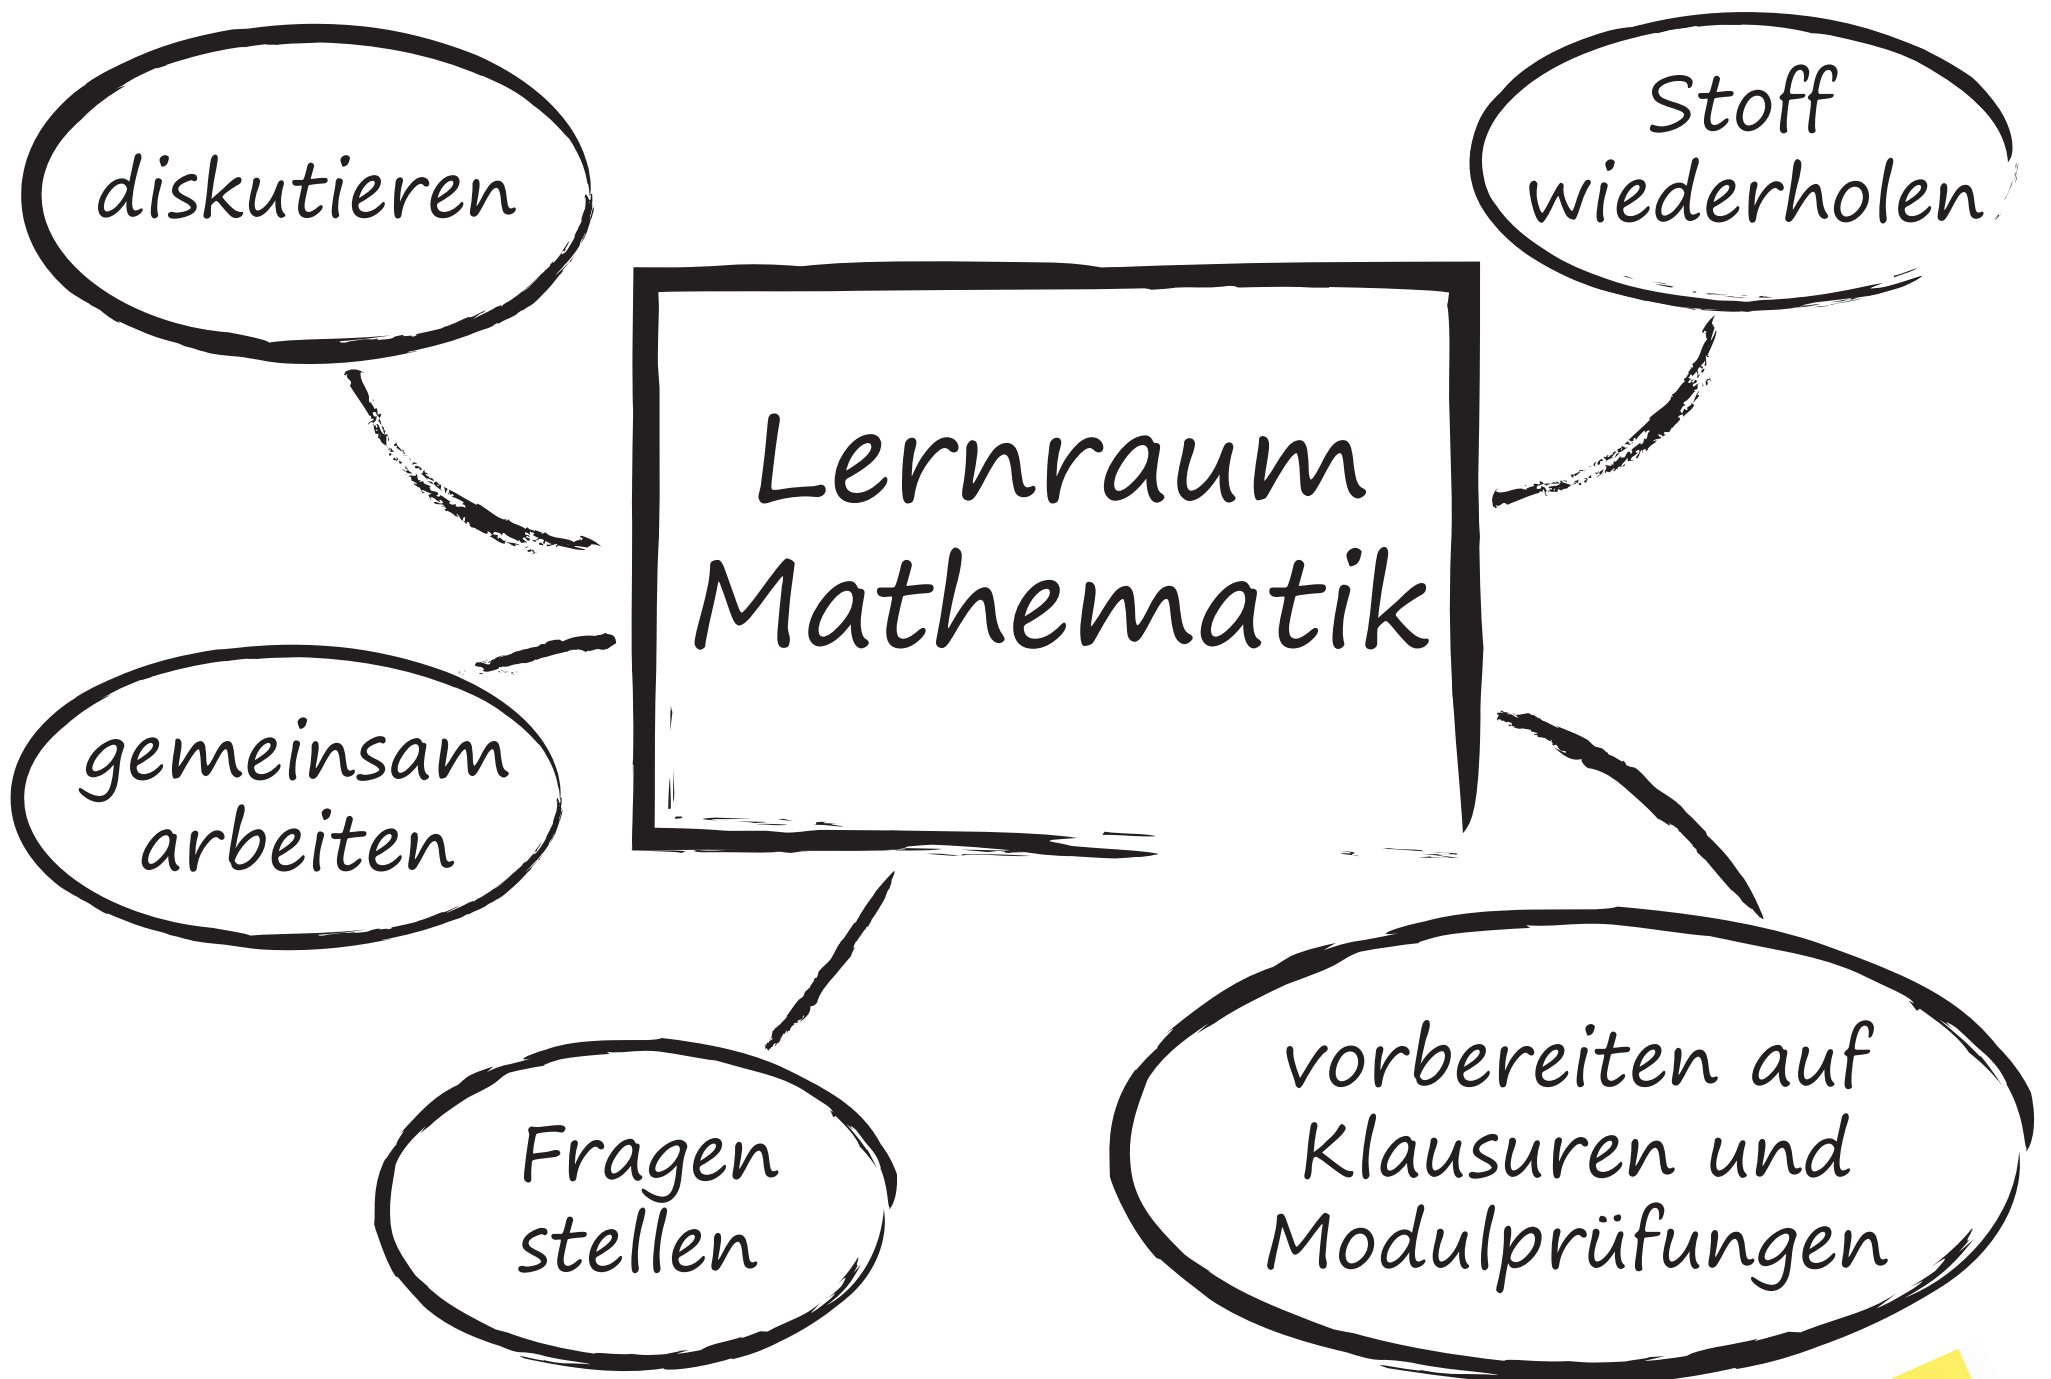 diskutieren
Stoff
wiederholen
Lernraum
Mathematik
gemeinsam
arbeiten
Fragen
stellen
vorbereiten auf
Klausuren und
Modulprüfungen